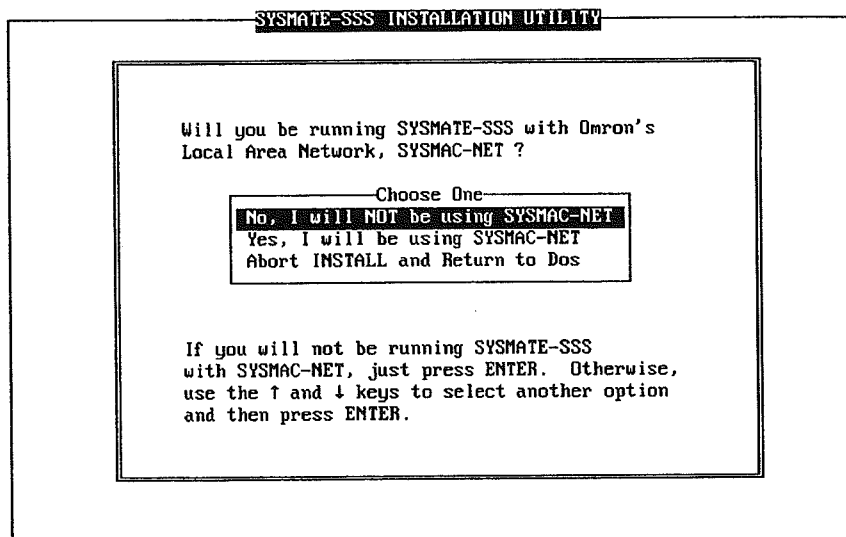 SYSMATE-SSS INSTALLATION UTILITY
Will you be running SYSMATE-SSS with Omron's
Local Area Network, SYSMAC-NET ?
Choose One
No, I will NOT be using SYSMAC-NET
Yes, I will be using SYSMAC-NET
Abort INSTALL and Return to Dos
If you will not be running SYSMATE-SSS
with SYSMAC-NET, just press ENTER.  Otherwise,
use the ↑ and ↓ keys to select another option
and then press ENTER.